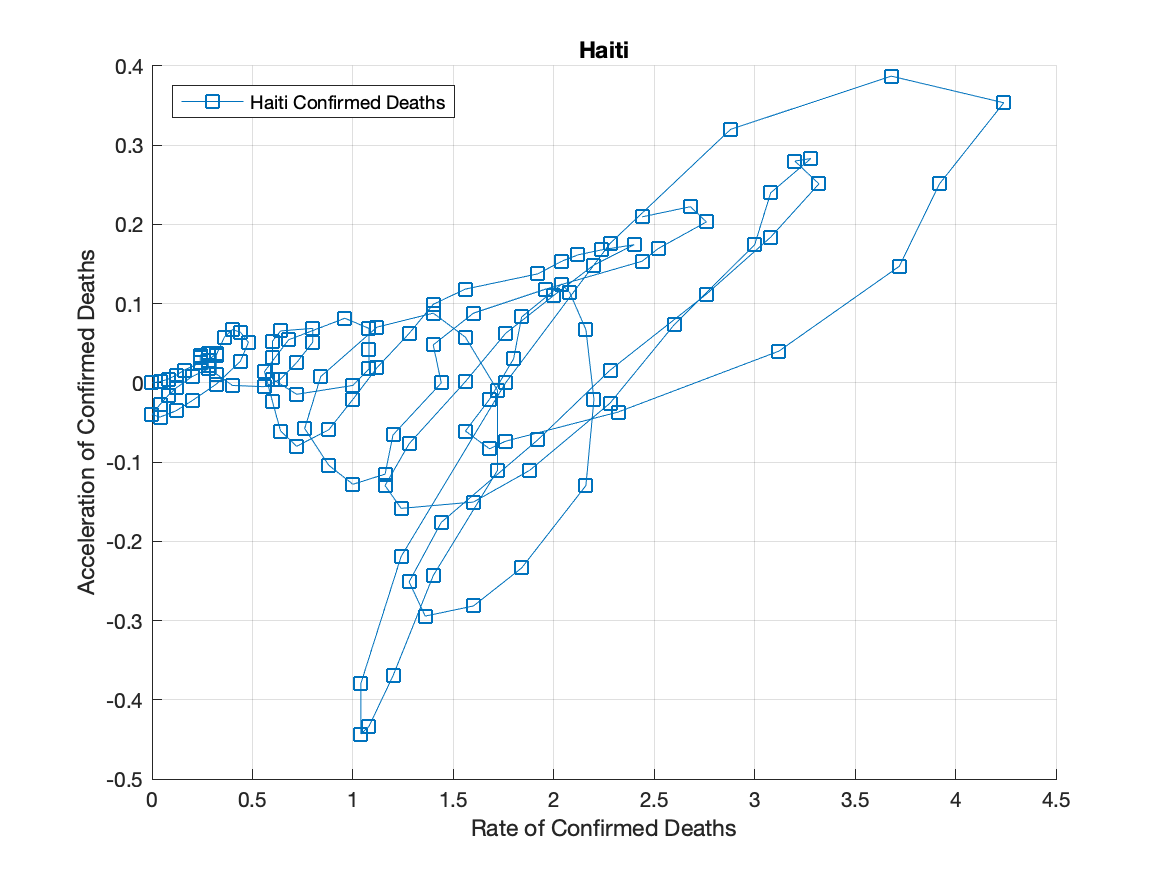 Haiti
Haiti Confirmed Deaths
0.4
0.3
0.2
0.1
0
-0.1
-0.2
-0.3
-0.4
-0.5
Acceleration of Confirmed Deaths
0 0.5 1 1.5 2 2.5 3 3.5 4 4.5
Rate of Confirmed Deaths